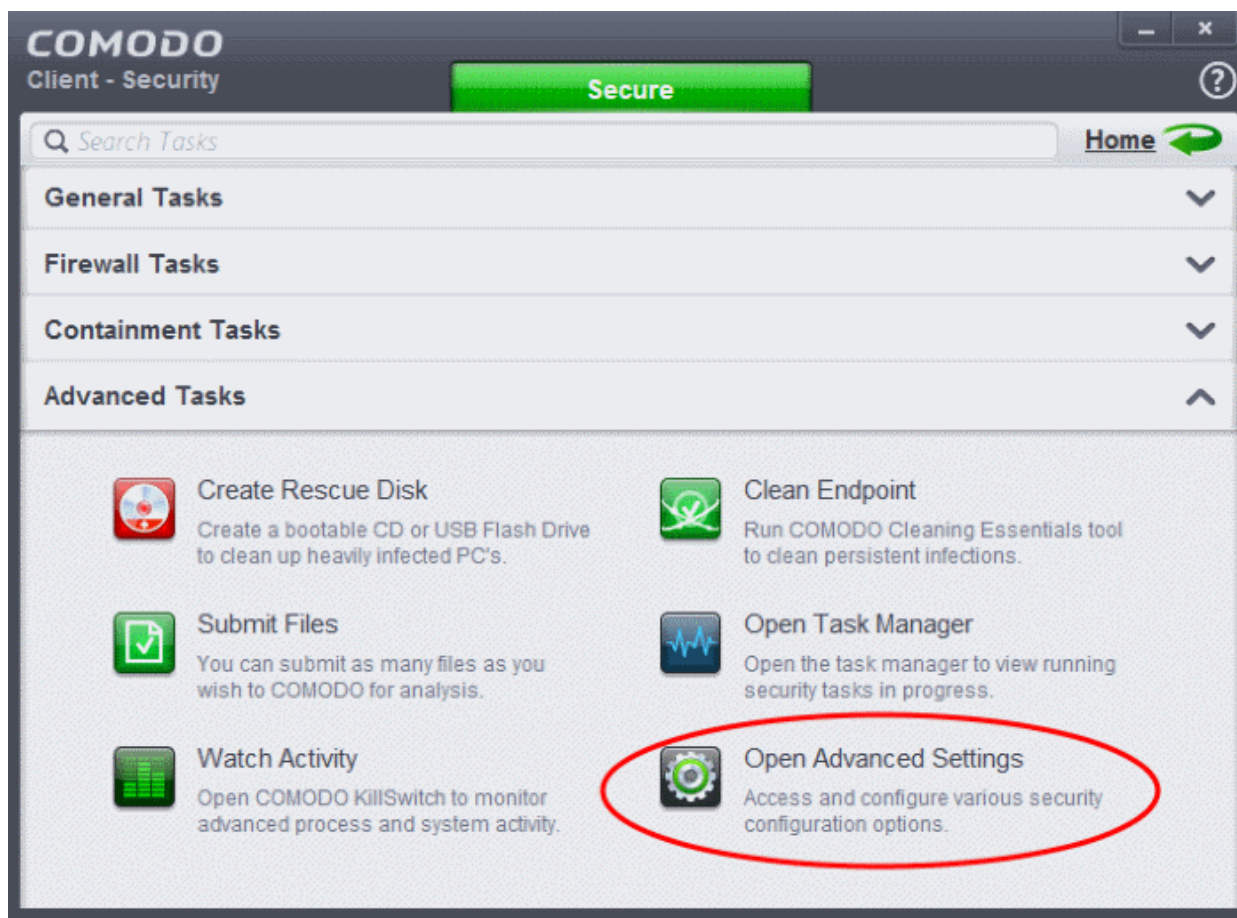 COMODO
Client - Security
Secure
?
Search Tasks
Home
General Tasks
Firewall Tasks
Containment Tasks
Advanced Tasks
Create Rescue Disk
Create a bootable CD or USB Flash Drive
to clean up heavily infected PC's.
Clean Endpoint
Run COMODO Cleaning Essentials tool
to clean persistent infections.
Submit Files
You can submit as many files as you
wish to COMODO for analysis.
Open Task Manager
Open the task manager to view running
security tasks in progress.
Watch Activity
Open COMODO KillSwitch to monitor
advanced process and system activity.
Open Advanced Settings
Access and configure various security
configuration options.